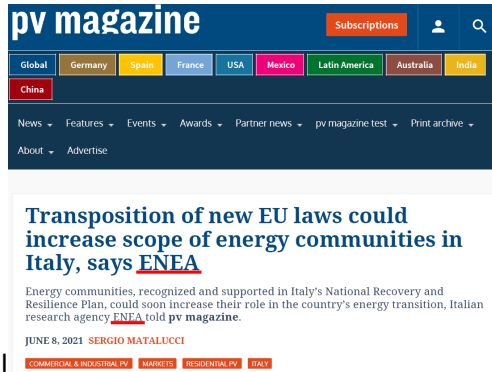 pv magazine
Subscriptions
Global Germany Spain France USA Mexico Latin America Australia India
China
News Features Events Awards Partner news pv magazine test Print archive
About Advertise
Transposition of new EU laws could
increase scope of energy communities in
Italy, says ENEA
Energy communities, recognized and supported in Italy's National Recovery and
Resilience Plan, could soon increase their role in the country's energy transition, Italian
research agency ENEA told pv magazine.
JUNE 8, 2021 SERGIO MATALUCCI
COMMERCIAL & INDUSTRIAL PV MARKETS RESIDENTIAL PV ITALY